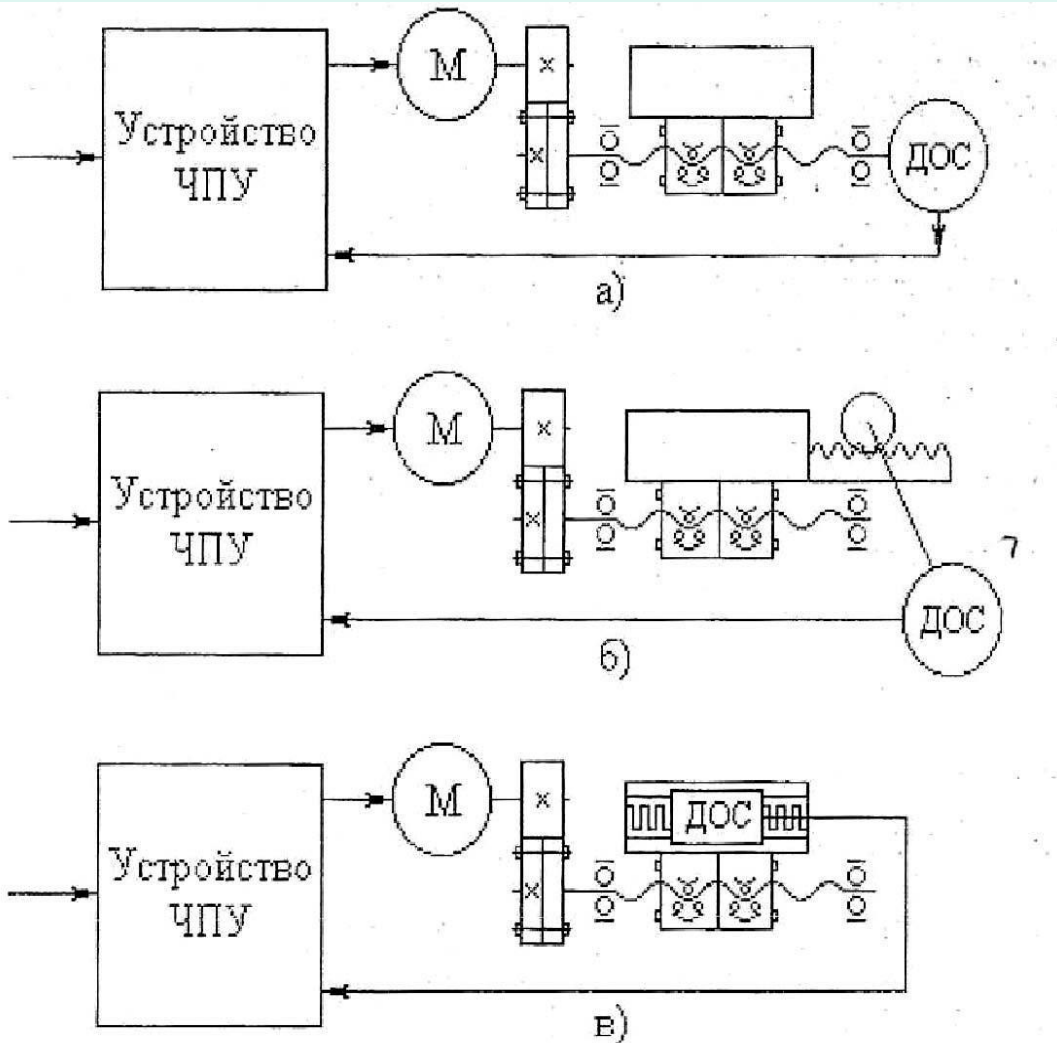 Устройство
ЧПУ
М
ДОС
а)
Устройство
ЧПУ
М
7
ДОС
б)
Устройство
ЧПУ
М
ДОС
в)